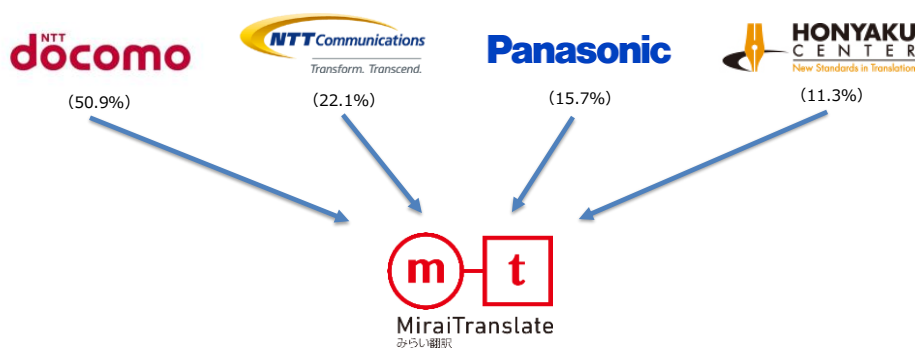 NTT
döcomo
NTT Communications
Transform. Transcend.
Panasonic
HONYAKU
CENTER
New Standards in Translation
（50.9%）
（22.1%）
（15.7%）
（11.3%）
m
t
MiraiTranslate
みらい翻訳